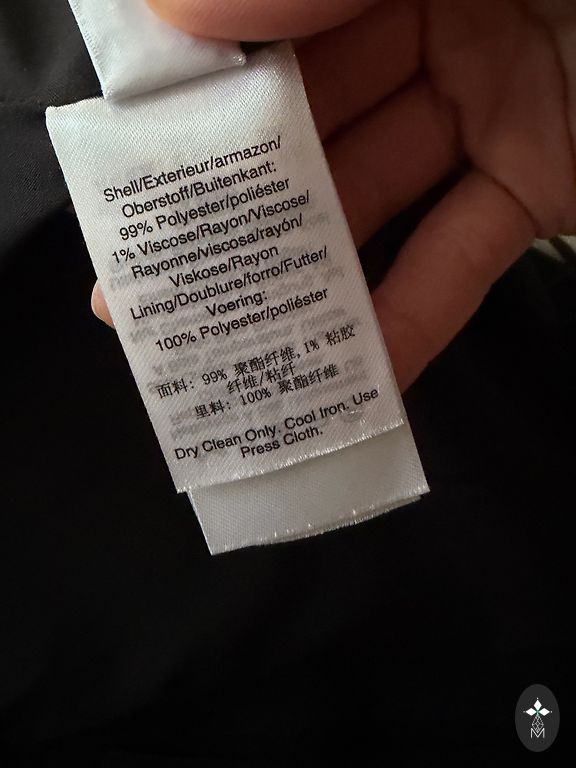 Shell/Exterieur/armazon/
Oberstoff/Buitenkant:
99% Polyester/poliéster
1% Viscose/Rayon/Viscose/
Rayonne/viscosa/rayón/
Viskose/Rayon
Lining/Doublure/forro/Futter/
Voering:
100% Polyester/poliéster
面料: 99% 聚酯纤维, 1% 粘胶
纤维/粘纤
里料: 100% 聚酯纤维
Dry Clean Only. Cool Iron. Use
Press Cloth.